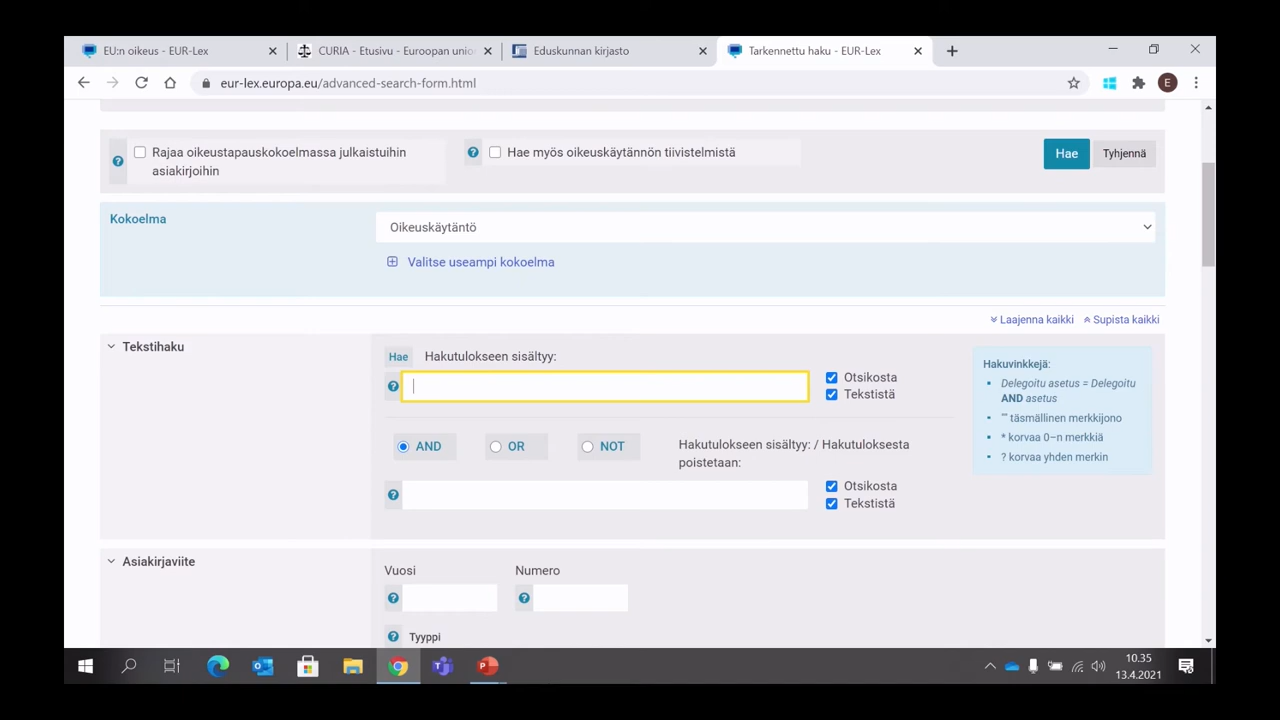 EU:n oikeus - EUR-Lex
CURIA - Etusivu - Euroopan unio
Eduskunnan kirjasto
Tarkennettu haku - EUR-Lex
eur-lex.europa.eu/advanced-search-form.html
E
Rajaa oikeustapauskokoelmassa julkaistuihin
asiakirjoihin
Hae myös oikeuskäytännön tiivistelmistä
Hae
Tyhjennä
Kokoelma
Oikeuskäytäntö
Valitse useampi kokoelma
Laajenna kaikki
Supista kaikki
Tekstihaku
Hae
Hakutulokseen sisältyy:
Otsikosta
Tekstistä
AND
OR
NOT
Hakutulokseen sisältyy: / Hakutuloksesta
poistetaan:
Otsikosta
Tekstistä
Hakuvinkkejä:
Delegoitu asetus = Delegoitu
AND asetus
"" täsmällinen merkkijono
* korvaa 0–n merkkiä
? korvaa yhden merkin
Asiakirjaviite
Vuosi
Numero
Tyyppi
10.35
13.4.2021